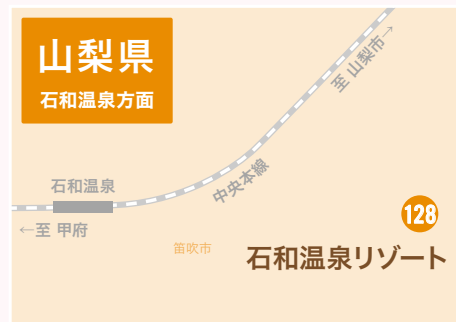 山梨県
石和温泉方面
至 山梨市→
石和温泉
中央本線
←至 甲府
笛吹市
128
石和温泉リゾート